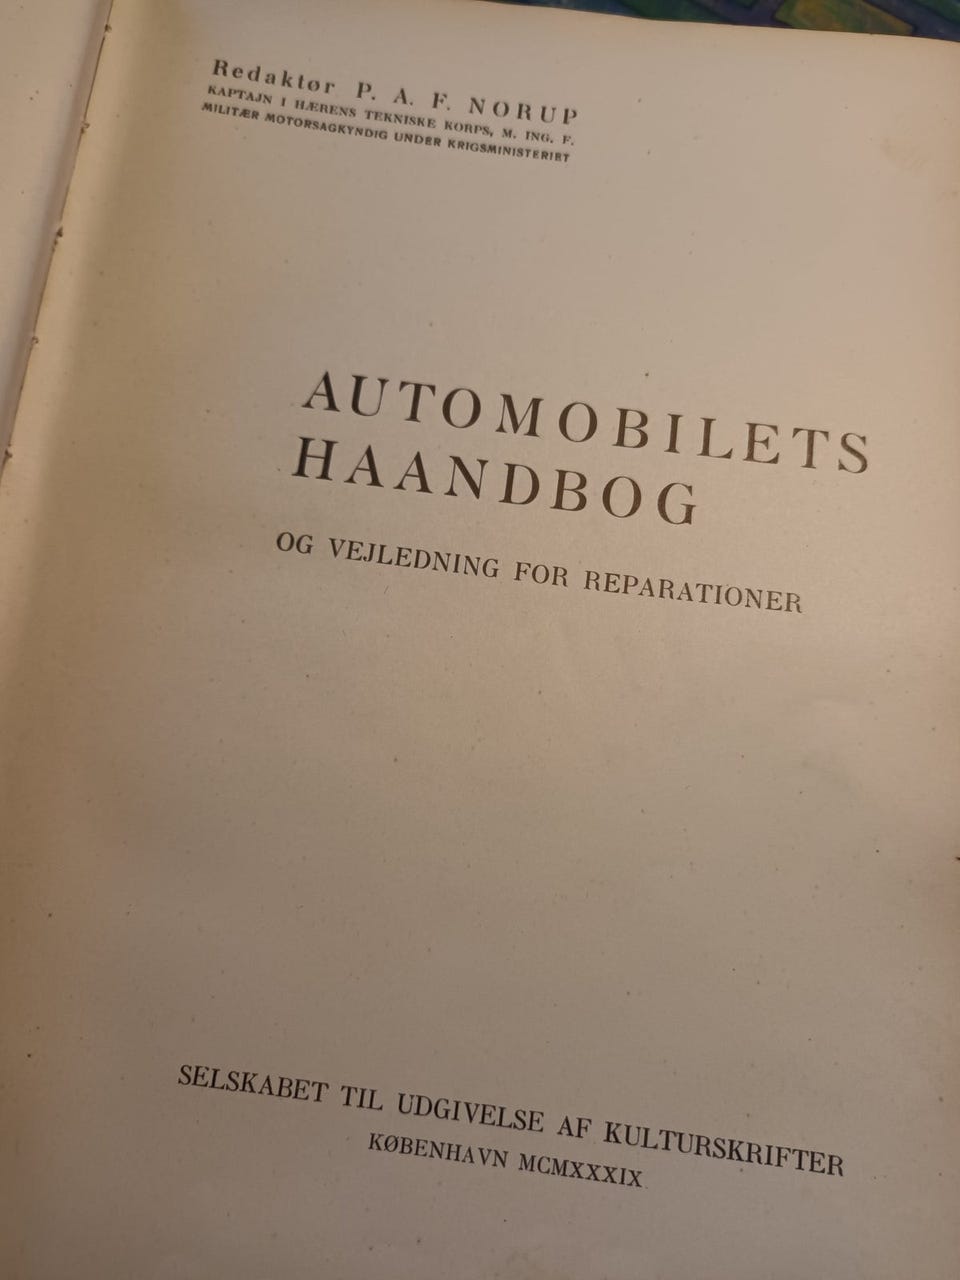 Redaktør P. A. F. NORUP
KAPTAJN I HÆRENS TEKNISKE KORPS, M. ING. F.
MILITÆR MOTORSAGKYNDIG UNDER KRIGSMINISTERIET
AUTOMOBILETS
HAANDBOG
OG VEJLEDNING FOR REPARATIONER
SELSKABET TIL UDGIVELSE AF KULTURSKRIFTER
KØBENHAVN MCMXXXIX